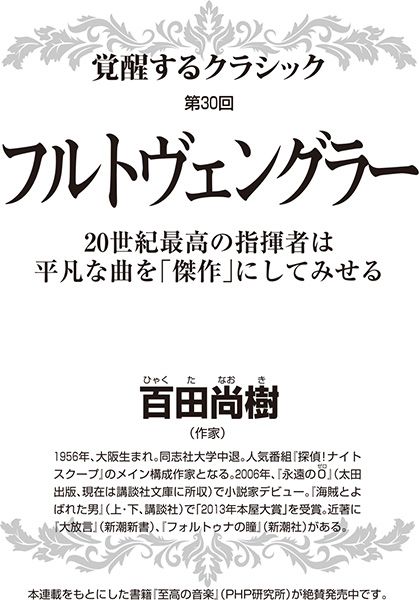 覚醒するクラシック
第30回
フルトヴェングラー
20世紀最高の指揮者は
平凡な曲を「傑作」にしてみせる
ひゃく た なお き
百田尚樹
(作家)
1956年、大阪生まれ。同志社大学中退。人気番組『探偵!ナイト
スクープ』のメイン構成作家となる。2006年、『永遠の0』(太田
ゼロ
出版、現在は講談社文庫に所収)で小説家デビュー。『海賊とよ
ばれた男』(上・下、講談社)で「2013年本屋大賞」を受賞。近著に
『大放言』(新潮新書)、『フォルトゥナの瞳』(新潮社)がある。
本連載をもとにした書籍『至高の音楽』(PHP研究所)が絶賛発売中です。